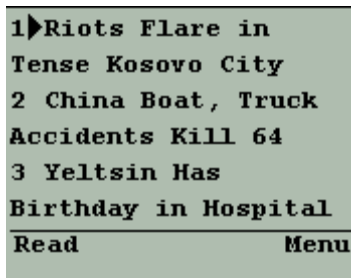 1▶Riots Flare in
Tense Kosovo City
2 China Boat, Truck
Accidents Kill 64
3 Yeltsin Has
Birthday in Hospital
Read Menu